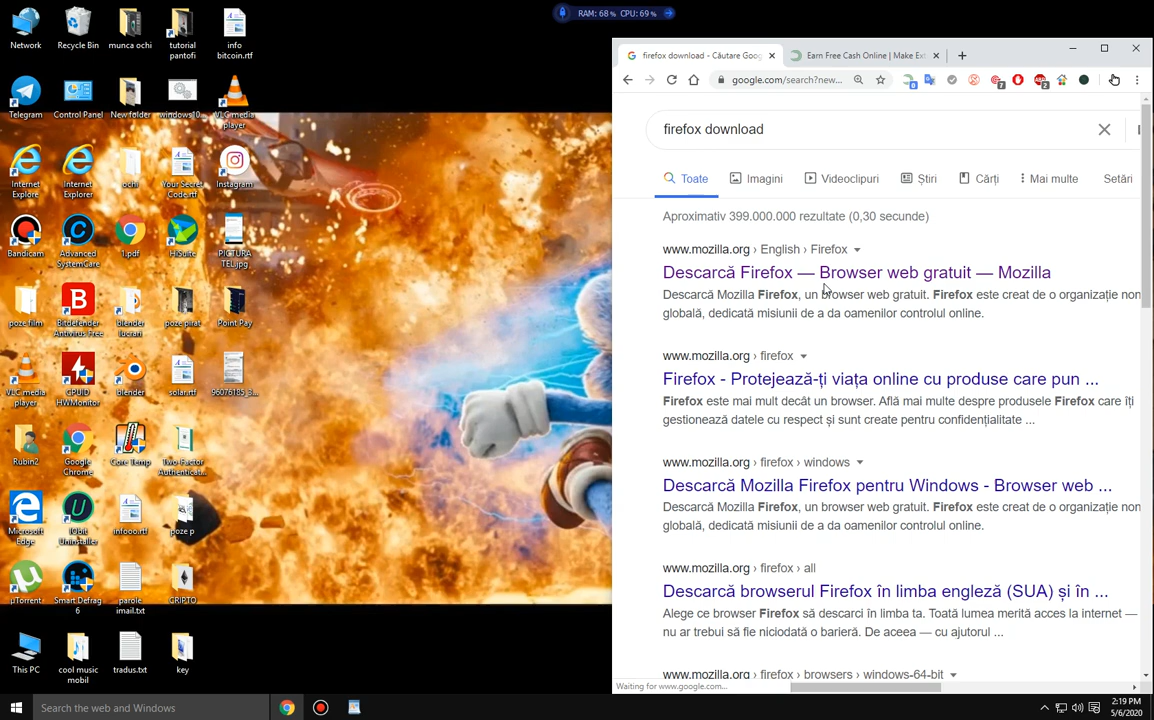 RAM: 68 % CPU: 69 %
Network
Recycle Bin
munca ochi
tutorial
pantofi
info
bitcoin.rtf
Telegram
Control Panel
New folder
windows10
VLC media
player
Internet
Explore
Internet
Explorer
ochi
Your Secret
Code.rtf
Instagram
Bandicam
Advanced
SystemCare
1.pdf
HiSuite
PICTURA
TEL.jpg
poze film
Bitdefender
Antivirus Free
blender
lucrari
poze pirat
Point Pay
VLC media
player
CPUID
HWMonitor
blender
solar.rtf
Rubin2
Google
Chrome
Core Temp
Two-Factor
Authenticat...
Microsoft
Edge
IObit
Uninstaller
infooo.rtf
poze p
µTorrent
Smart Defrag
6
parole
imail.txt
CRIPTO
This PC
cool music
mobil
tradus.txt
key
firefox download - Căutare Goog
Earn Free Cash Online | Make Ext
google.com/search?new...
0
7
2
firefox download
Toate
Imagini
Videoclipuri
Știri
Cărți
Mai multe
Setări
Aproximativ 399.000.000 rezultate (0,30 secunde)
www.mozilla.org › English › Firefox
Descarcă Firefox — Browser web gratuit — Mozilla
Descarcă Mozilla Firefox, un browser web gratuit. Firefox este creat de o organizație non
globală, dedicată misiunii de a da oamenilor controlul online.
www.mozilla.org › firefox
Firefox - Protejează-ți viața online cu produse care pun ...
Firefox este mai mult decât un browser. Află mai multe despre produsele Firefox care îți
gestionează datele cu respect și sunt create pentru confidențialitate ...
www.mozilla.org › firefox › windows
Descarcă Mozilla Firefox pentru Windows - Browser web ...
Descarcă Mozilla Firefox, un browser web gratuit. Firefox este creat de o organizație non
globală, dedicată misiunii de a da oamenilor controlul online.
www.mozilla.org › firefox › all
Descarcă browserul Firefox în limba engleză (SUA) și în ...
Alege ce browser Firefox să descarci în limba ta. Toată lumea merită acces la internet —
nu ar trebui să fie niciodată o barieră. De aceea — cu ajutorul ...
www.mozilla.org › firefox › browsers › windows-64-bit
Waiting for www.google.com...
Search the web and Windows
2:19 PM
5/6/2020